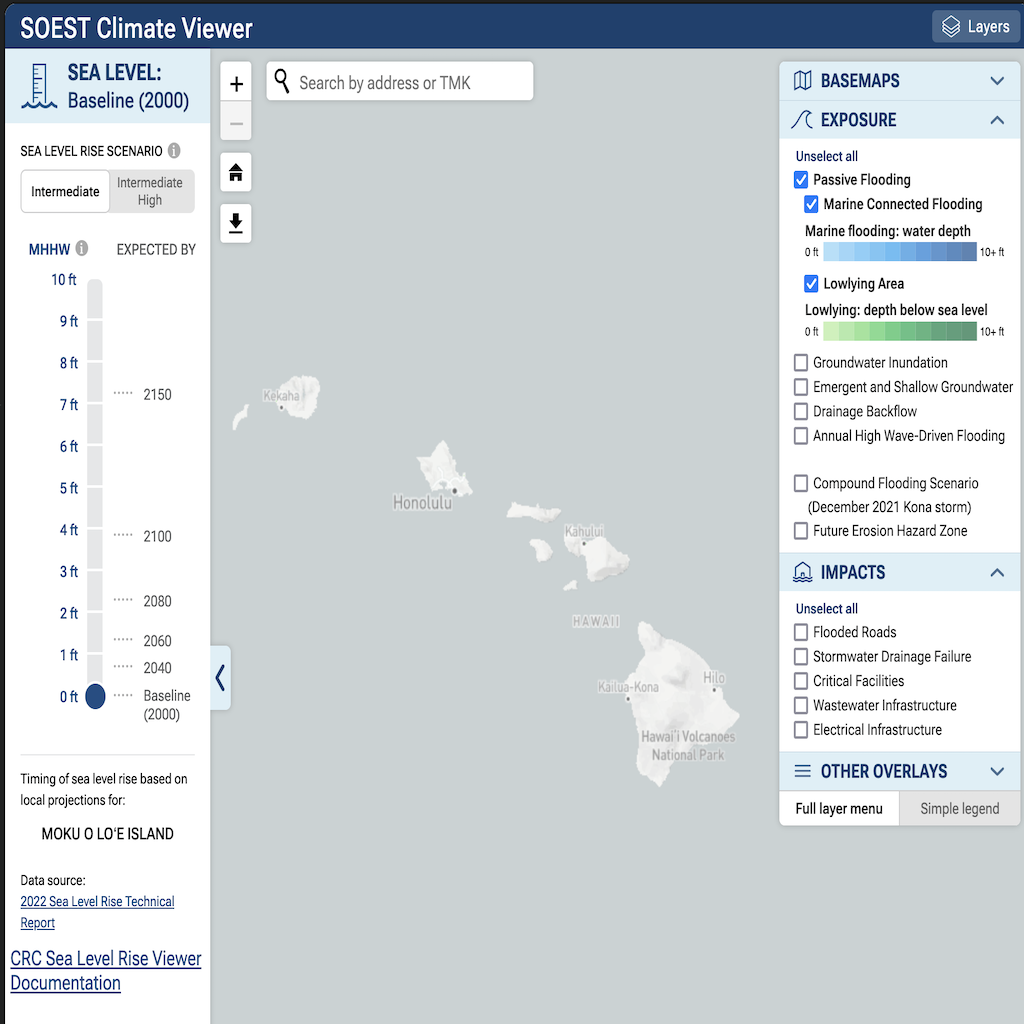 SOEST Climate Viewer
Layers
SEA LEVEL:
Baseline (2000)
SEA LEVEL RISE SCENARIO
Intermediate
Intermediate
High
MHHW
EXPECTED BY
10 ft
9 ft
8 ft
2150
7 ft
6 ft
5 ft
4 ft
2100
3 ft
2080
2 ft
2060
1 ft
2040
0 ft
Baseline
(2000)
Timing of sea level rise based on
local projections for:
MOKU O LOʻE ISLAND
Data source:
2022 Sea Level Rise Technical
Report
CRC Sea Level Rise Viewer
Documentation
+
−
Search by address or TMK
Kekaha
Honolulu
Kahului
HAWAII
Kailua-Kona
Hilo
Hawaiʻi Volcanoes
National Park
BASEMAPS
EXPOSURE
Unselect all
Passive Flooding
Marine Connected Flooding
Marine flooding: water depth
0 ft 10+ ft
Lowlying Area
Lowlying: depth below sea level
0 ft 10+ ft
Groundwater Inundation
Emergent and Shallow Groundwater
Drainage Backflow
Annual High Wave-Driven Flooding
Compound Flooding Scenario
(December 2021 Kona storm)
Future Erosion Hazard Zone
IMPACTS
Unselect all
Flooded Roads
Stormwater Drainage Failure
Critical Facilities
Wastewater Infrastructure
Electrical Infrastructure
OTHER OVERLAYS
Full layer menu
Simple legend